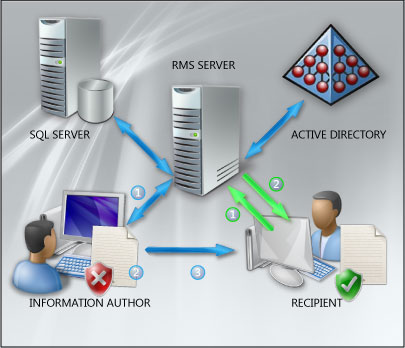 RMS SERVER
SQL SERVER
ACTIVE DIRECTORY
1
2
1
2
3
INFORMATION AUTHOR
RECIPIENT